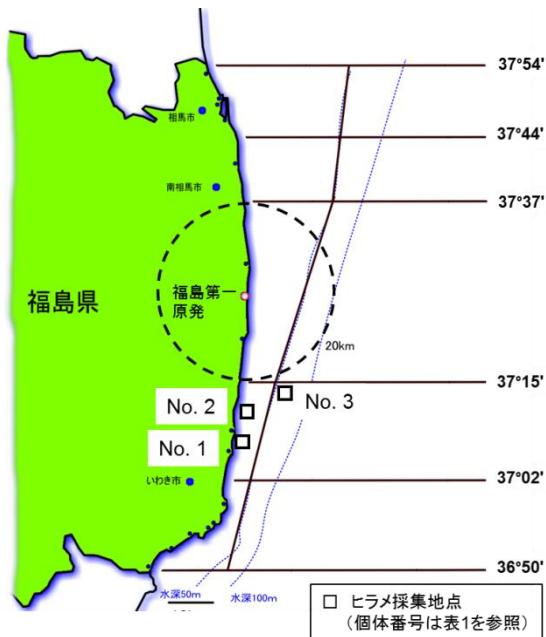 37°54'
相馬市
37°44'
南相馬市
37°37'
福島県
福島第一
原発
20km
37°15'
No. 2
No. 3
No. 1
いわき市
37°02'
36°50'
水深50m
水深100m
□ ヒラメ採集地点
(個体番号は表1を参照)